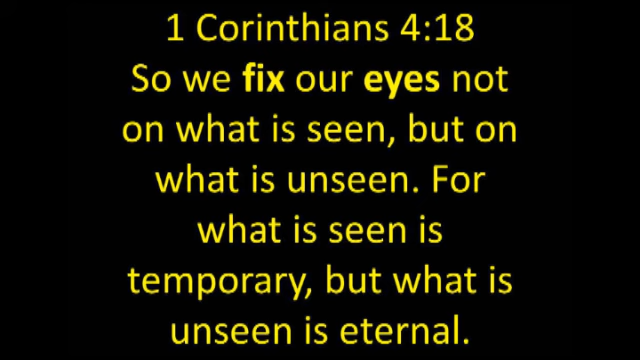 1 Corinthians 4:18
So we fix our eyes not
on what is seen, but on
what is unseen. For
what is seen is
temporary, but what is
unseen is eternal.